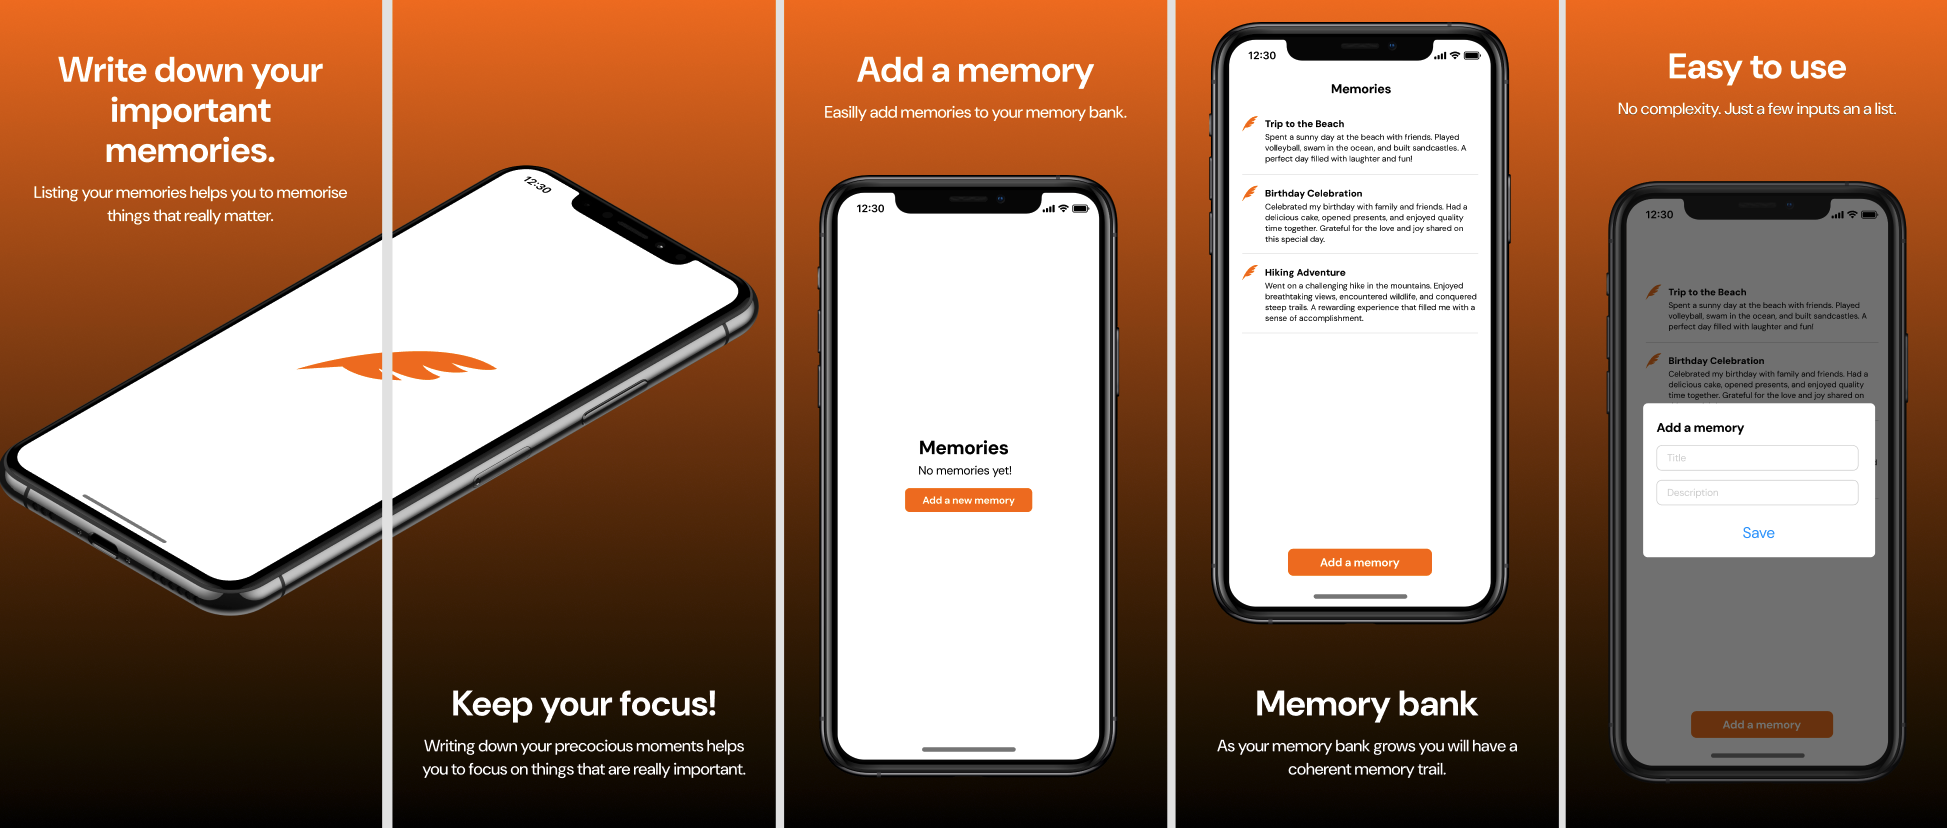 Write down your
important
memories.
Listing your memories helps you to memorise
things that really matter.
12:30
Keep your focus!
Writing down your precocious moments helps
you to focus on things that are really important.
Add a memory
Easilly add memories to your memory bank.
12:30
Memories
No memories yet!
Add a new memory
12:30
Memories
Trip to the Beach
Spent a sunny day at the beach with friends. Played
volleyball, swam in the ocean, and built sandcastles. A
perfect day filled with laughter and fun!
Birthday Celebration
Celebrated my birthday with family and friends. Had a
delicious cake, opened presents, and enjoyed quality
time together. Grateful for the love and joy shared on
this special day.
Hiking Adventure
Went on a challenging hike in the mountains. Enjoyed
breathtaking views, encountered wildlife, and conquered
steep trails. A rewarding experience that filled me with a
sense of accomplishment.
Add a memory
Memory bank
As your memory bank grows you will have a
coherent memory trail.
Easy to use
No complexity. Just a few inputs an a list.
12:30
Trip to the Beach
Spent a sunny day at the beach with friends. Played
volleyball, swam in the ocean, and built sandcastles. A
perfect day filled with laughter and fun!
Birthday Celebration
Celebrated my birthday with family and friends. Had a
delicious cake, opened presents, and enjoyed quality
time together. Grateful for the love and joy shared on
Add a memory
Title
Description
Save
Add a memory